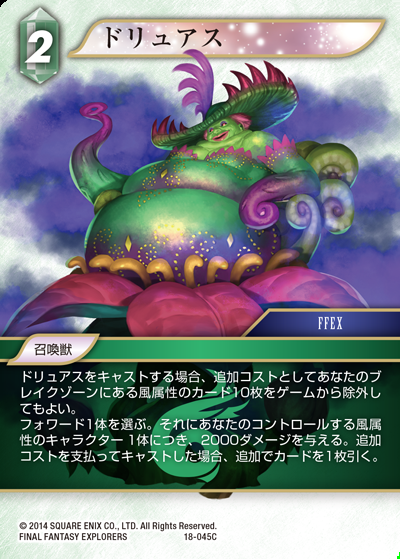 2
ドリュアス
FFEX
召喚獣
ドリュアスをキャストする場合、追加コストとしてあなたのブ
レイクゾーンにある風属性のカード10枚をゲームから除外し
てもよい。
フォワード1体を選ぶ。それにあなたのコントロールする風属
性のキャラクター 1体につき、2000ダメージを与える。追加
コストを支払ってキャストした場合、追加でカードを1枚引く。
© 2014 SQUARE ENIX CO., LTD. All Rights Reserved.
FINAL FANTASY EXPLORERS 18-045C